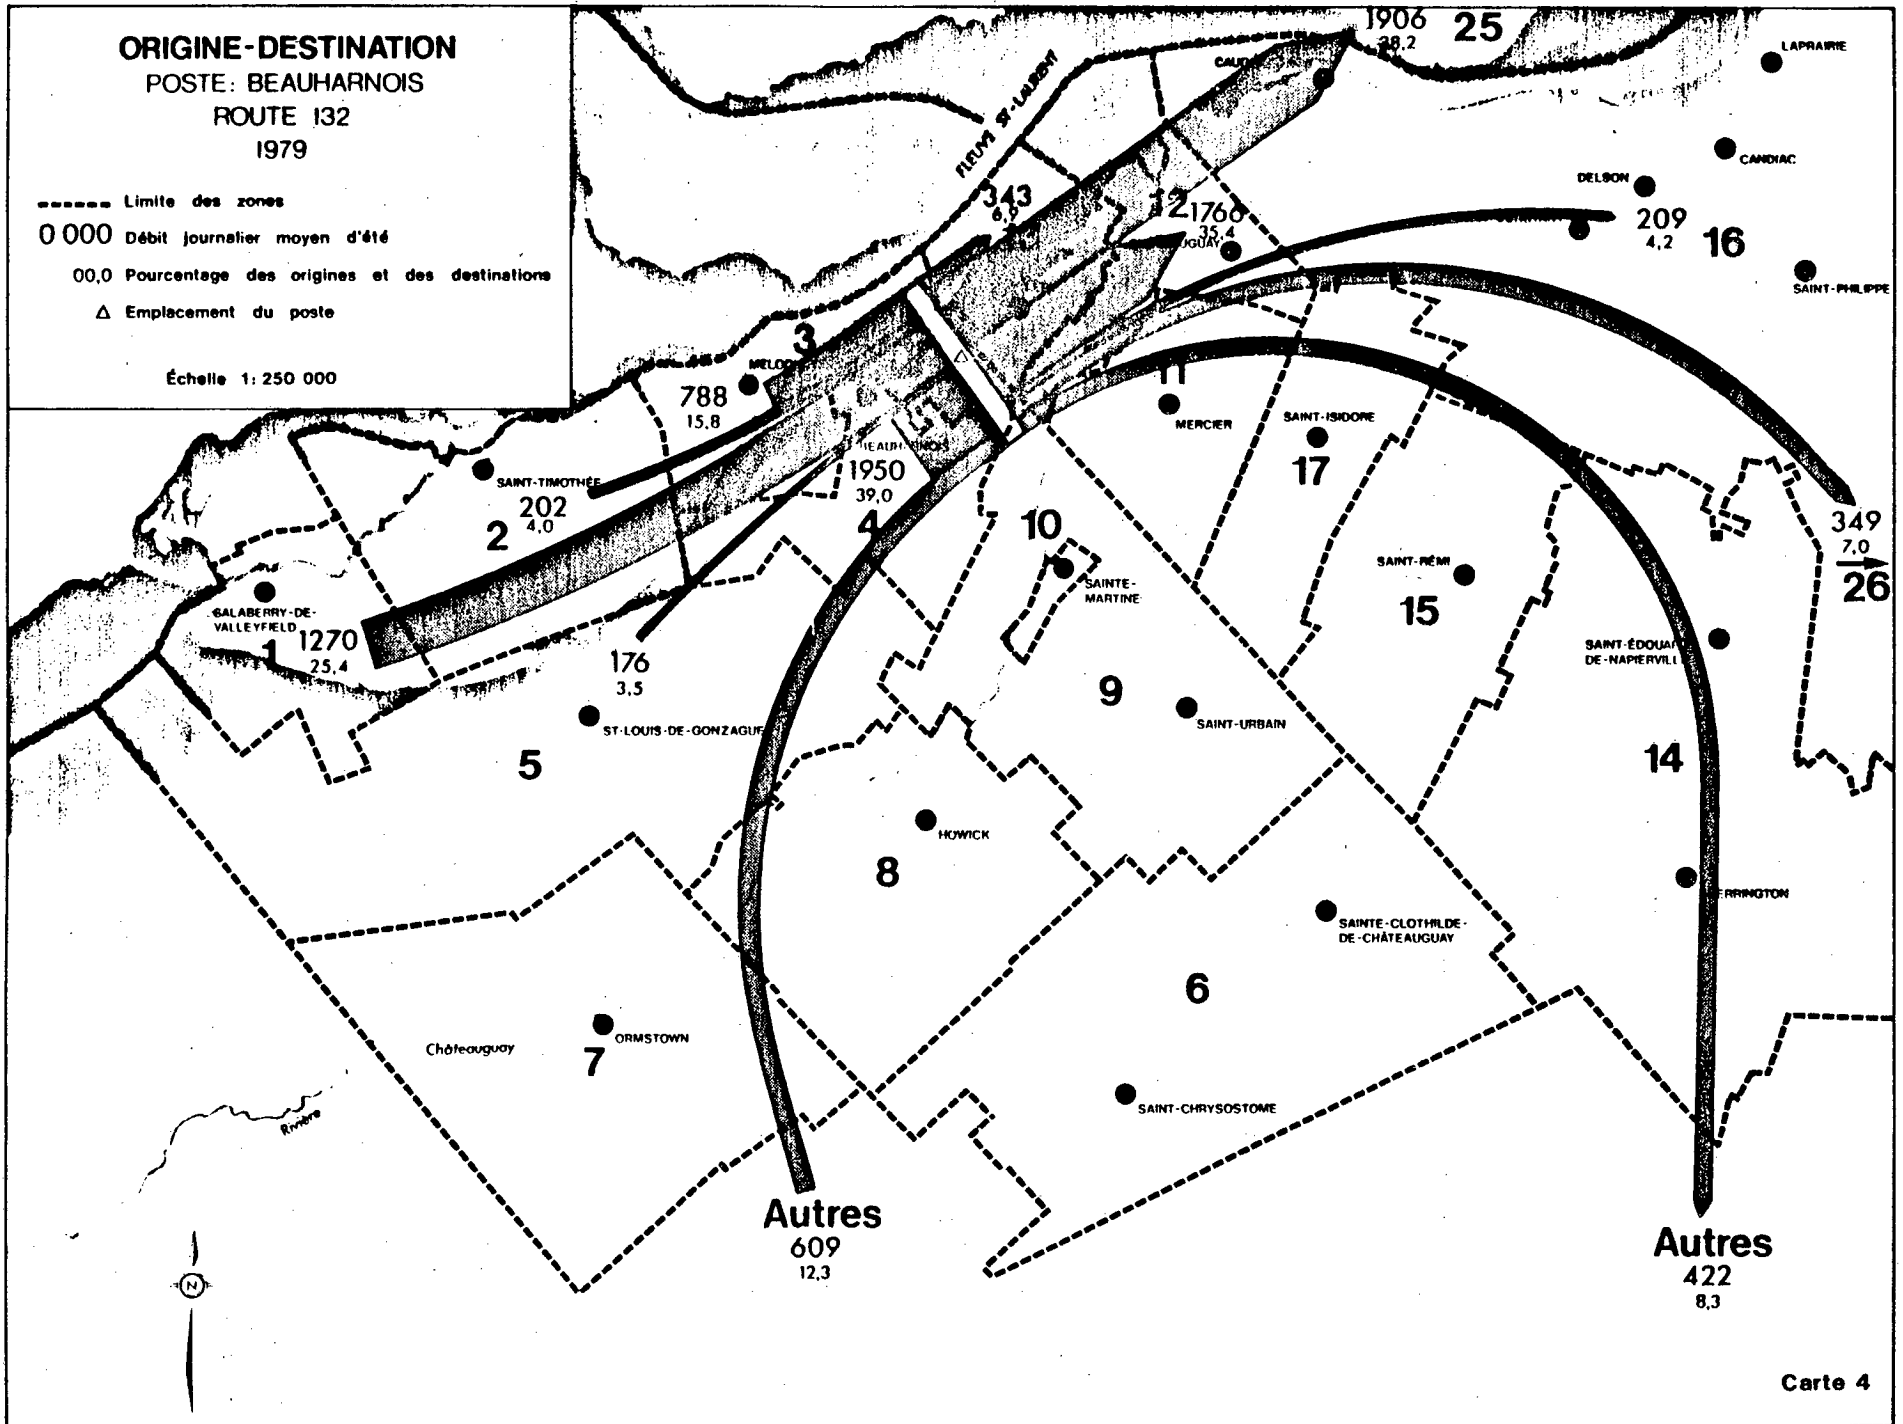 ORIGINE-DESTINATION
POSTE: BEAUHARNOIS
ROUTE 132
1979
Limite des zones
0 000 Débit journalier moyen d'été
00,0 Pourcentage des origines et des destinations
Δ Emplacement du poste
Échelle 1: 250 000
1906
38,2
25
LAPRAIRIE
FLEUVE ST-LAURENT
CANDIAC
DELSON
209
4,2
16
SAINT-PHILIPPE
343
6,9
1766
35,4
3
788
15,8
11
MERCIER
SAINT-ISIDORE
17
1950
39,0
4
SAINT-TIMOTHÉE
202
4,0
2
10
SAINTE-
MARTINE
SAINT-RÉMI
15
349
7,0
26
SALABERRY-DE-
VALLEYFIELD
1
1270
25,4
176
3,5
ST-LOUIS-DE-GONZAGUE
5
9
SAINT-URBAIN
14
HOWICK
8
SAINTE-CLOTHILDE-
DE-CHÂTEAUGUAY
6
Châteauguay
ORMSTOWN
7
SAINT-CHRYSOSTOME
Rivière
Autres
609
12,3
Autres
422
8,3
N
Carte 4